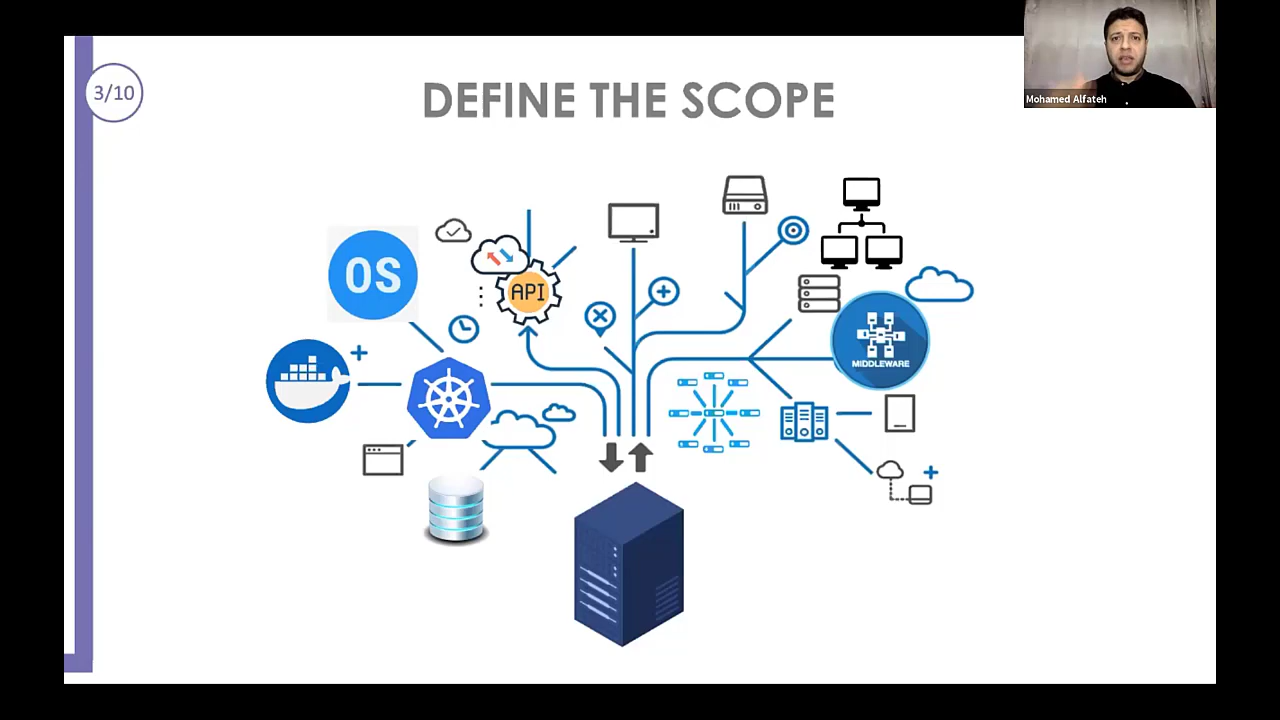 3/10
DEFINE THE SCOPE
Mohamed Alfateh
OS
API
MIDDLEWARE